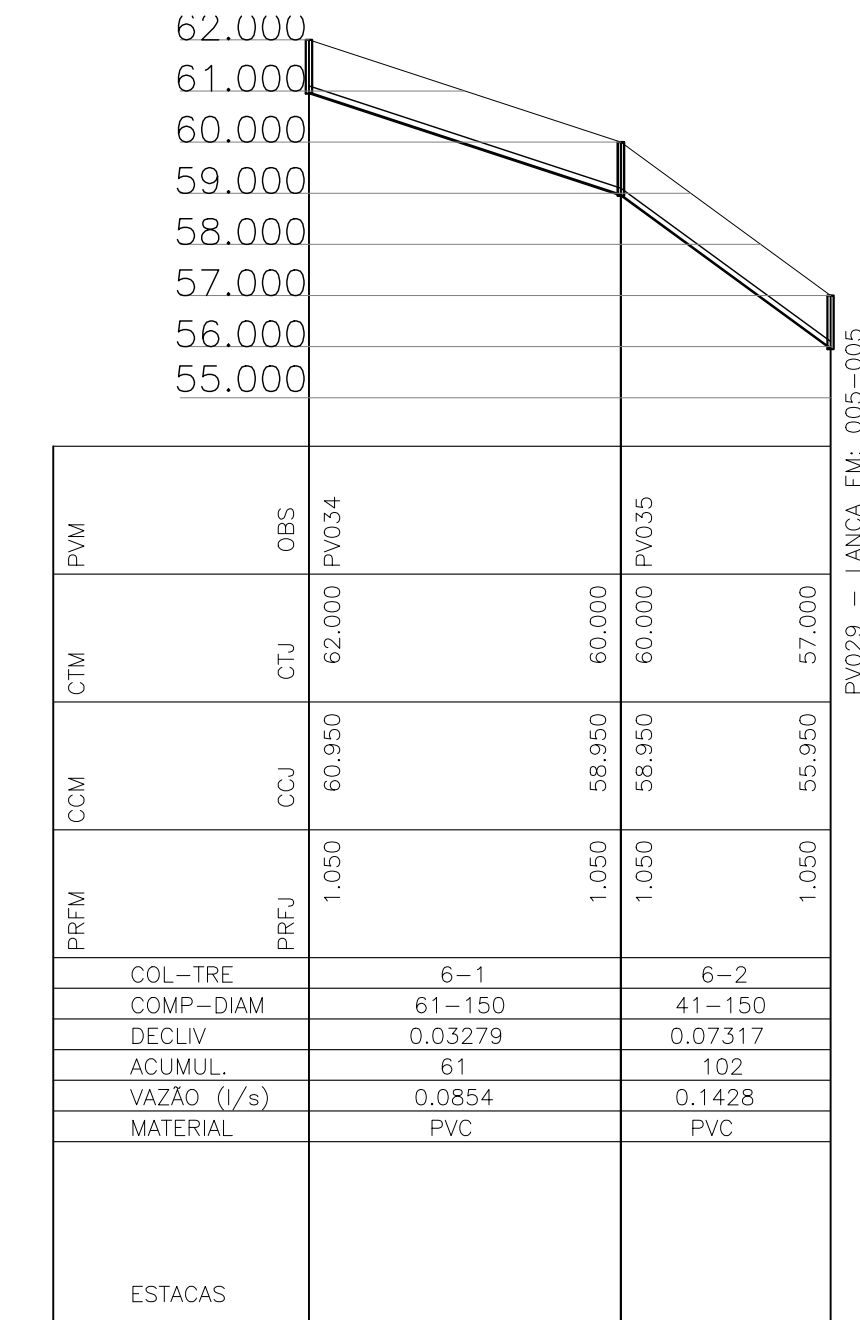 62.000
61.000
60.000
59.000
58.000
57.000
56.000
55.000
PVM OBS PV034 PV035
CTM CTJ 62.000 60.000 60.000 57.000
CCM CCJ 60.950 58.950 58.950 55.950
PRFM PRFJ 1.050 1.050 1.050 1.050
PV029 – LANCA EM: 005–005
COL–TRE 6–1 6–2
COMP–DIAM 61–150 41–150
DECLIV 0.03279 0.07317
ACUMUL. 61 102
VAZÃO (l/s) 0.0854 0.1428
MATERIAL PVC PVC
ESTACAS